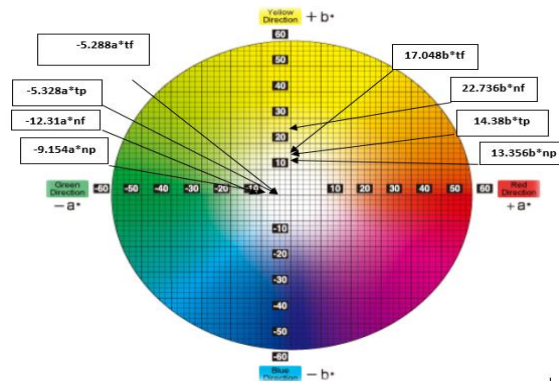 Yellow Direction + b*
60
-5.288a*tf
17.048b*tf
50
40
-5.328a*tp
22.736b*nf
30
-12.31a*nf
14.38b*tp
20
-9.154a*np
13.356b*np
10
Green Direction -60 -50 -40 -30 -20 -10 10 20 30 40 50 60 Red Direction
-a* +a*
-10
-20
-30
-40
-50
-60
Blue Direction - b*